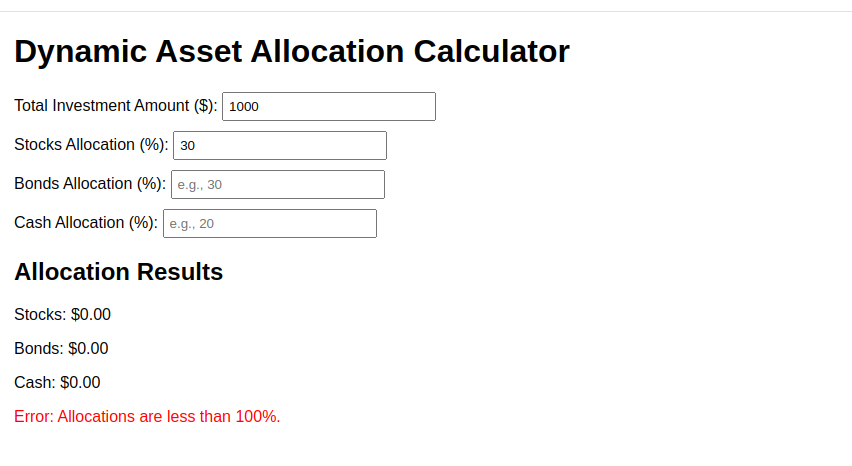 Dynamic Asset Allocation Calculator
Total Investment Amount ($): 1000
Stocks Allocation (%): 30
Bonds Allocation (%): e.g., 30
Cash Allocation (%): e.g., 20
Allocation Results
Stocks: $0.00
Bonds: $0.00
Cash: $0.00
Error: Allocations are less than 100%.